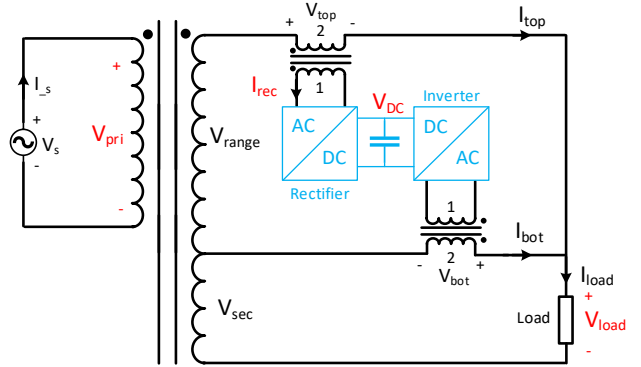 + V_top -
2
I_top
I_s
+
V_s
-
+
V_pri
-
V_range
I_rec
1
V_DC
Inverter
AC
DC
DC
AC
Rectifier
1
2
- V_bot +
I_bot
I_load
V_sec
Load
+
V_load
-